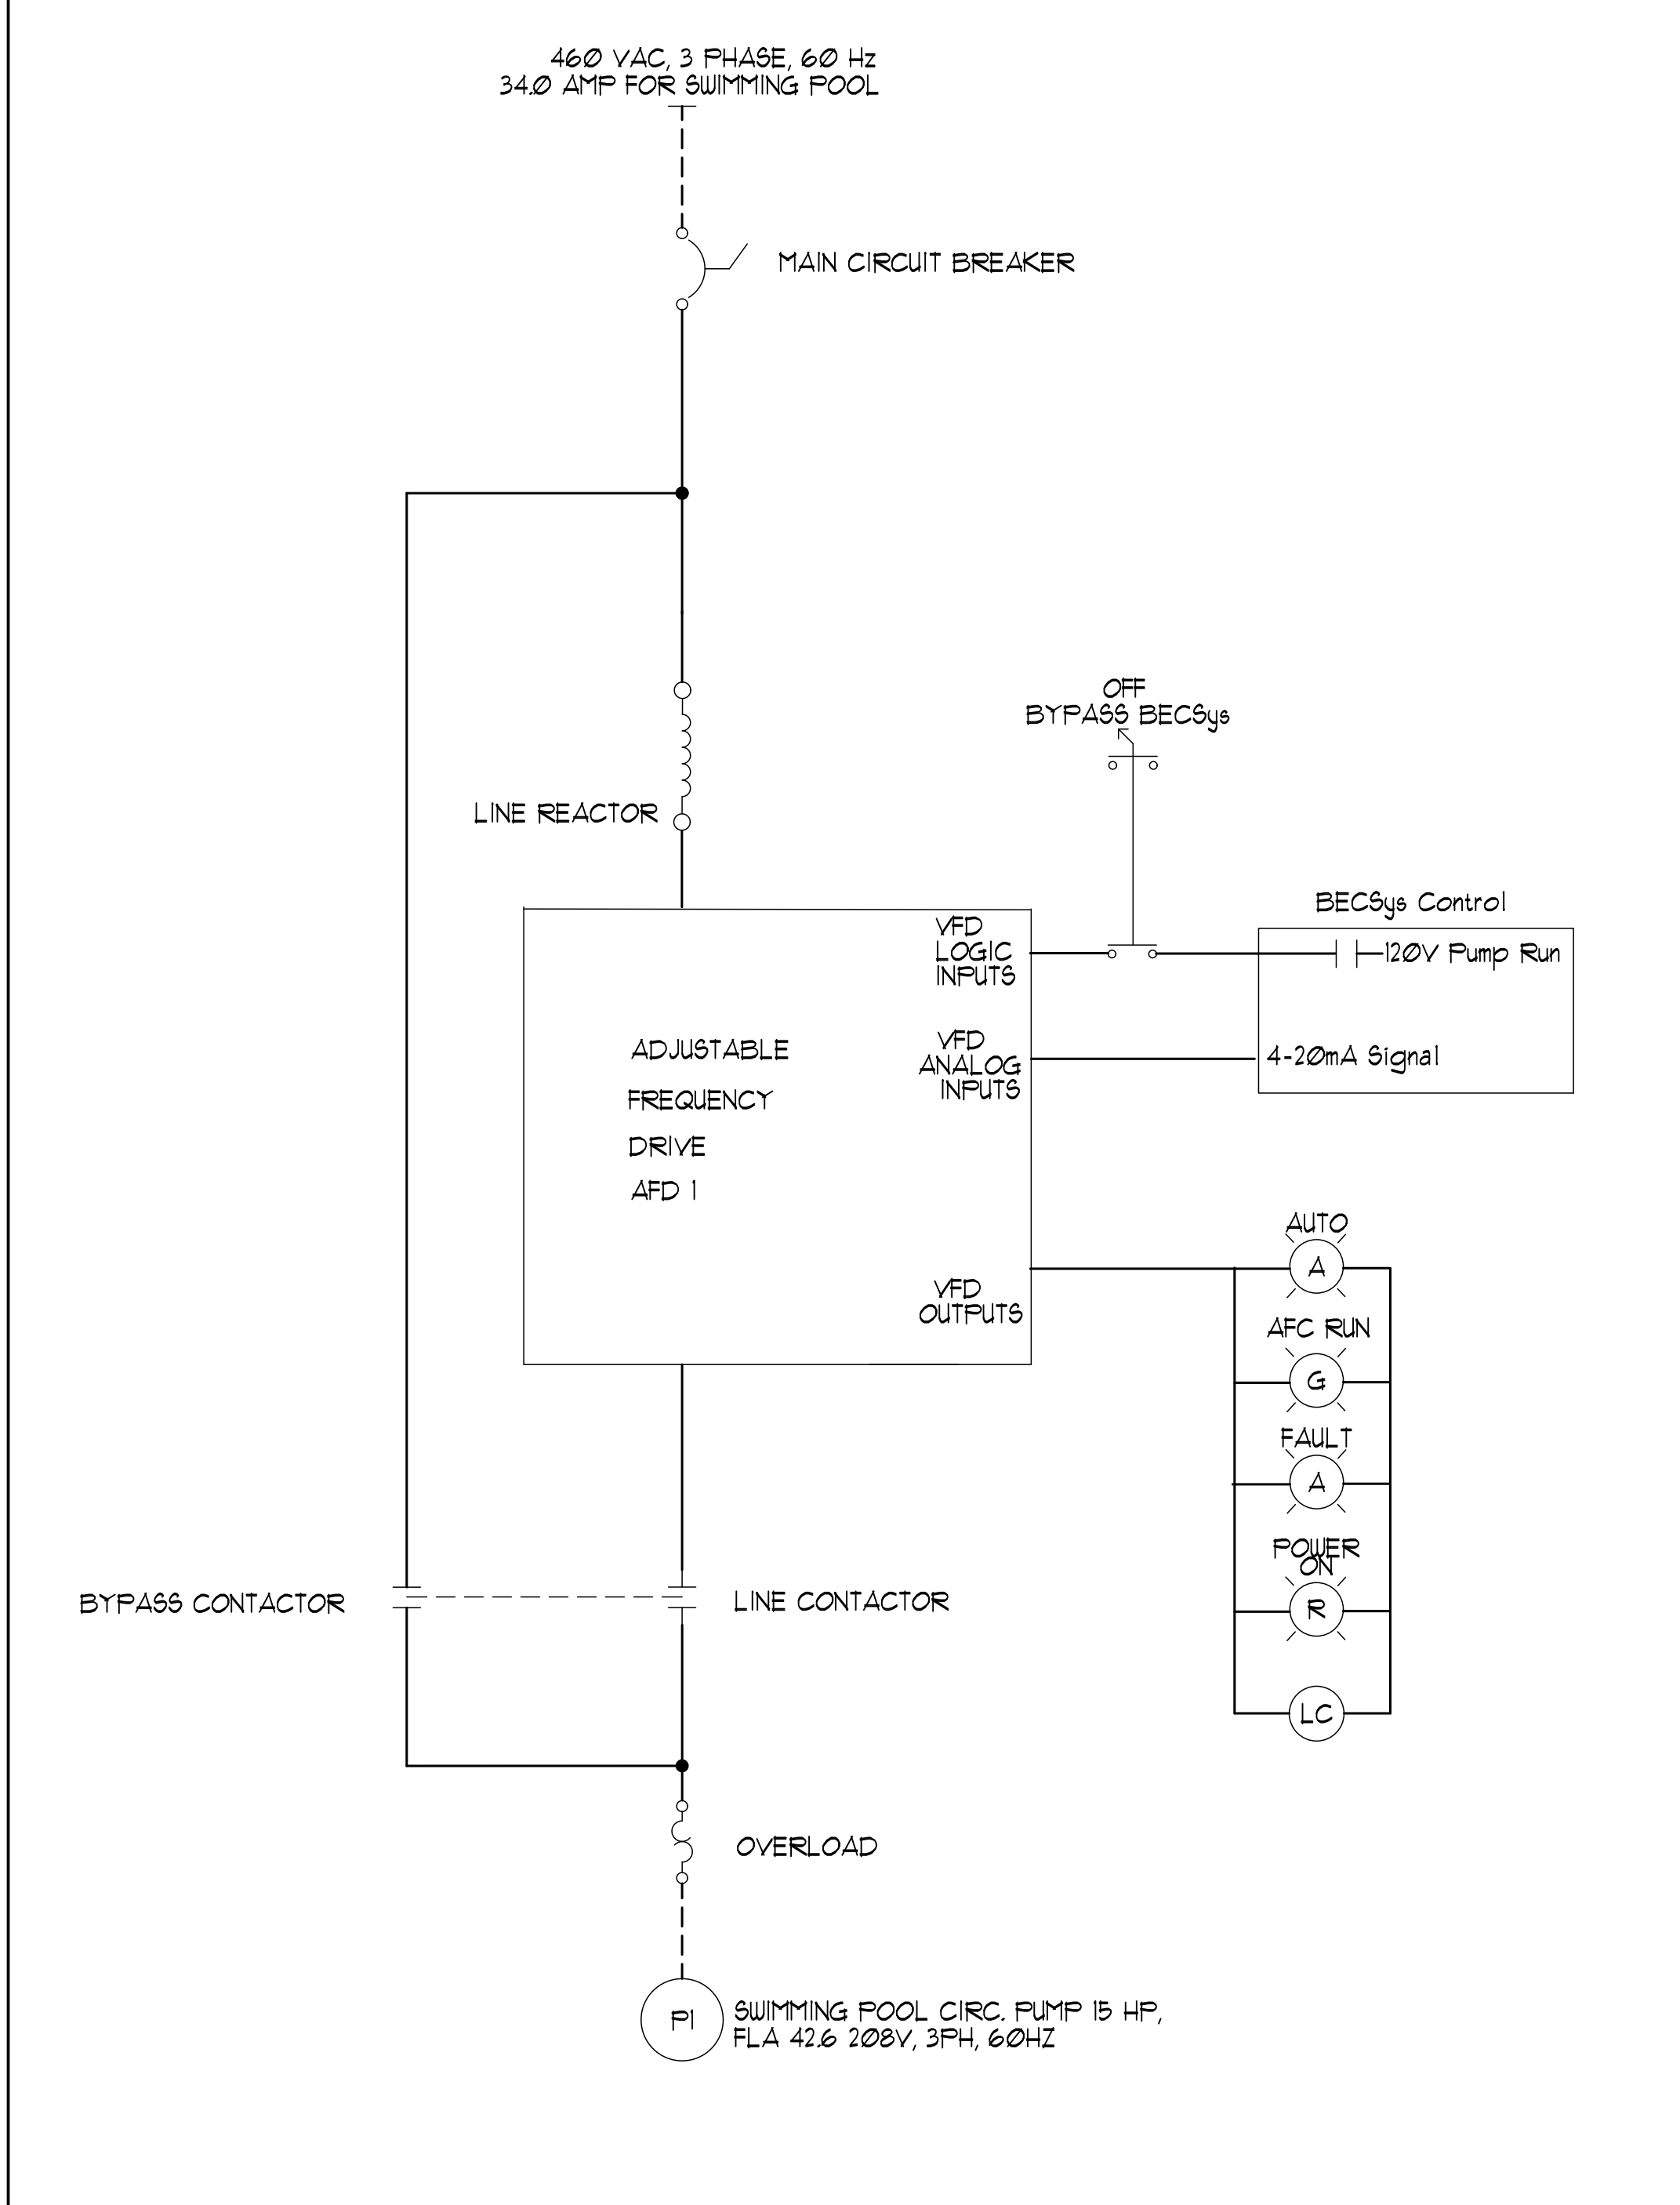 460 VAC, 3 PHASE, 60 Hz
34.0 AMP FOR SWIMMING POOL
MAIN CIRCUIT BREAKER
OFF
BYPASS BECSys
LINE REACTOR
BECSys Control
VFD
LOGIC
INPUTS
120V Pump Run
VFD
ANALOG
INPUTS
4-20mA Signal
ADJUSTABLE
FREQUENCY
DRIVE
AFD 1
AUTO
A
VFD
OUTPUTS
AFC RUN
G
FAULT
A
POWER
ON
R
BYPASS CONTACTOR
LINE CONTACTOR
LC
OVERLOAD
P1
SWIMMING POOL CIRC. PUMP 15 HP,
FLA 42.6 208V, 3PH, 60HZ